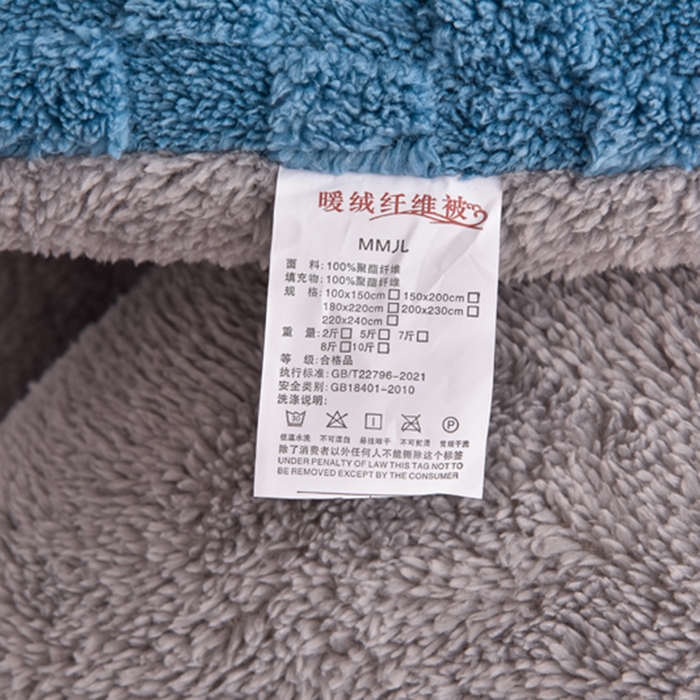 暖绒纤维被
MMJL
面 料:100%聚酯纤维
填充物:100%聚酯纤维
规 格:100x150cm☐ 150x200cm☐
180x220cm☐ 200x230cm☐
220x240cm☐
重 量:2斤☐ 5斤☐ 7斤☐
8斤☐10斤☐
等 级:合格品
执行标准:GB/T22796-2021
安全类别:GB18401-2010
洗涤说明:
30 P
低温水洗 不可漂白 悬挂晾干 不可熨烫 常规干洗
除了消费者以外任何人不能撕除这个标签
UNDER PENALTY OF LAW THIS TAG NOT TO
BE REMOVED EXCEPT BY THE CONSUMER